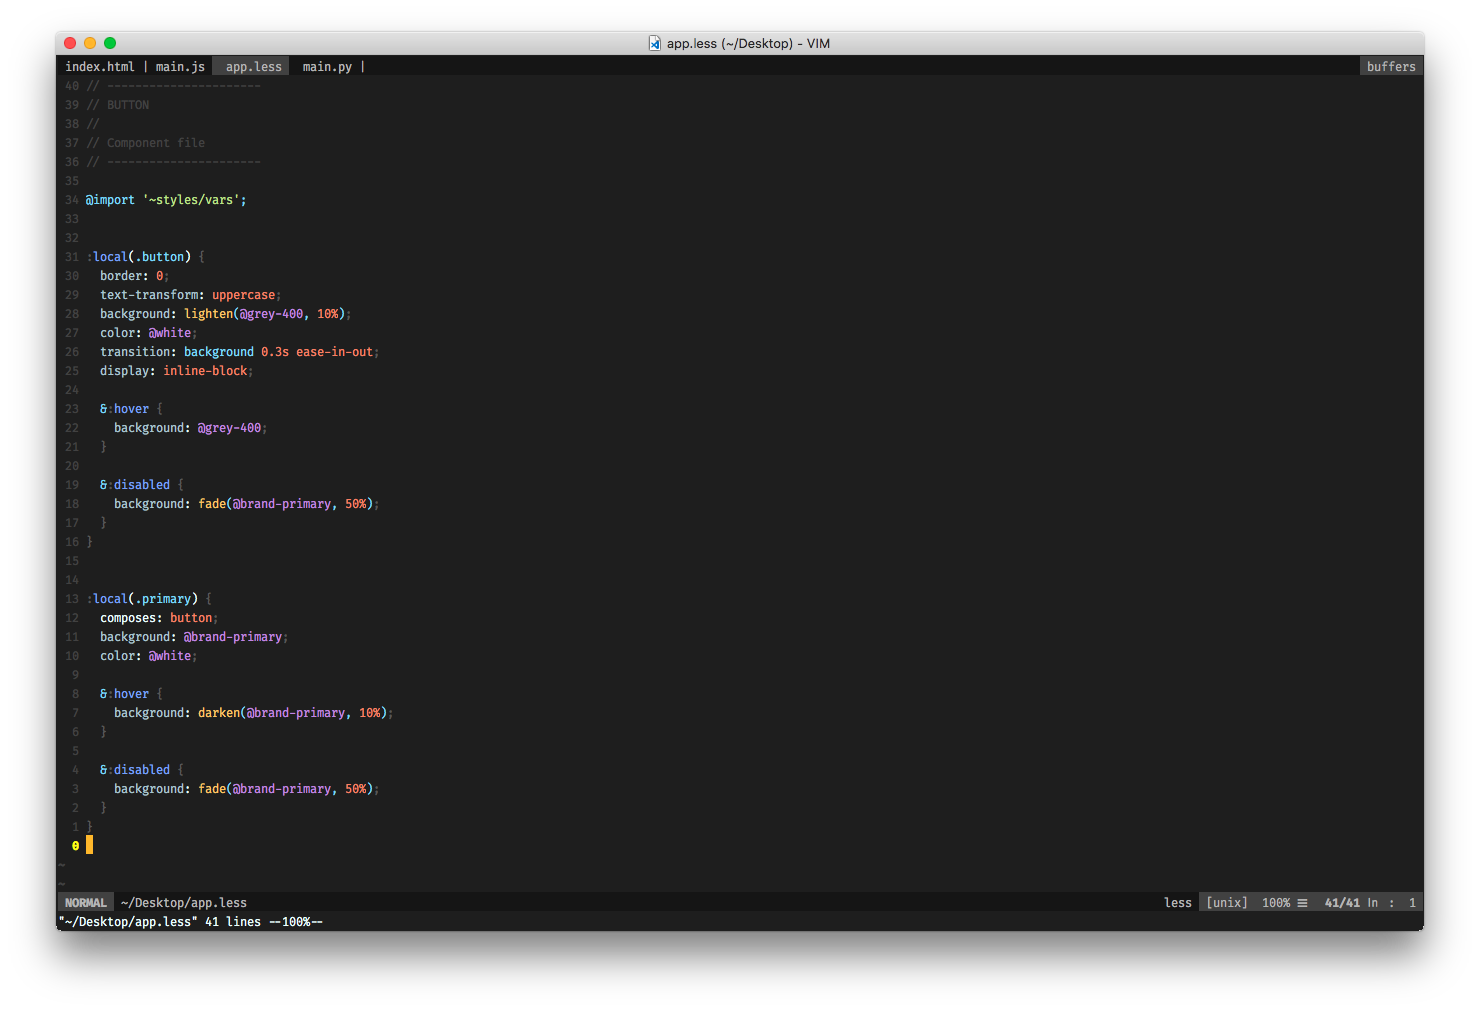 app.less (~/Desktop) - VIM
index.html | main.js  app.less  main.py | buffers
40 // ----------------------
39 // BUTTON
38 //
37 // Component file
36 // ----------------------
35
34 @import '~styles/vars';
33
32
31 :local(.button) {
30   border: 0;
29   text-transform: uppercase;
28   background: lighten(@grey-400, 10%);
27   color: @white;
26   transition: background 0.3s ease-in-out;
25   display: inline-block;
24
23   &:hover {
22     background: @grey-400;
21   }
20
19   &:disabled {
18     background: fade(@brand-primary, 50%);
17   }
16 }
15
14
13 :local(.primary) {
12   composes: button;
11   background: @brand-primary;
10   color: @white;
9
8   &:hover {
7     background: darken(@brand-primary, 10%);
6   }
5
4   &:disabled {
3     background: fade(@brand-primary, 50%);
2   }
1 }
0
~
~
NORMAL ~/Desktop/app.less less [unix] 100% ☰ 41/41 ln : 1
"~/Desktop/app.less" 41 lines --100%--